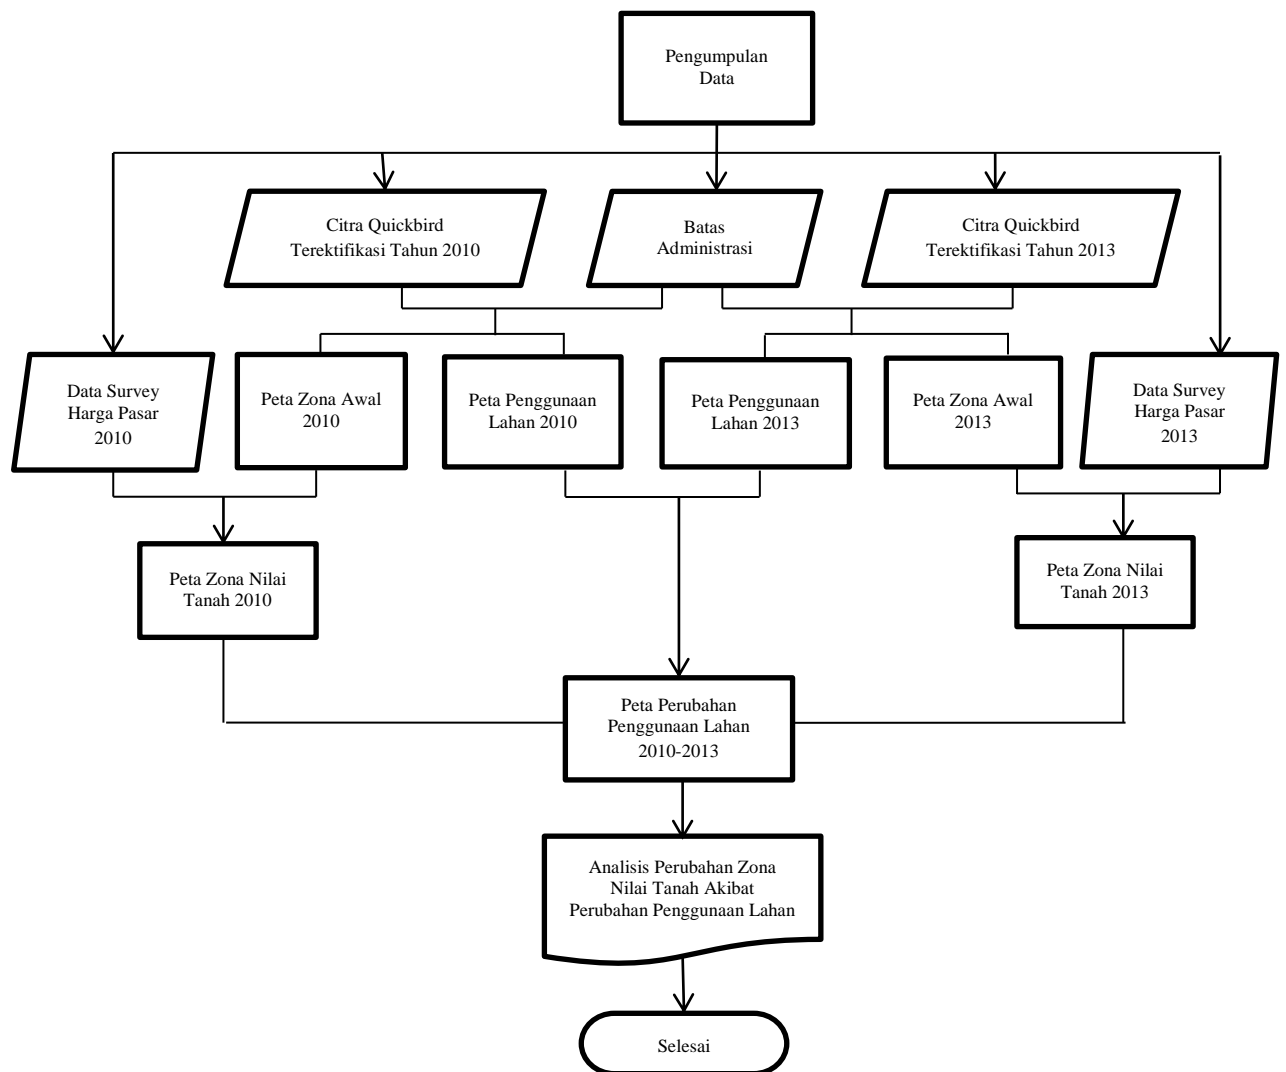 Pengumpulan
Data
Citra Quickbird
Terektifikasi Tahun 2010
Batas
Administrasi
Citra Quickbird
Terektifikasi Tahun 2013
Data Survey
Harga Pasar
2010
Peta Zona Awal
2010
Peta Penggunaan
Lahan 2010
Peta Penggunaan
Lahan 2013
Peta Zona Awal
2013
Data Survey
Harga Pasar
2013
Peta Zona Nilai
Tanah 2010
Peta Zona Nilai
Tanah 2013
Peta Perubahan
Penggunaan Lahan
2010-2013
Analisis Perubahan Zona
Nilai Tanah Akibat
Perubahan Penggunaan Lahan
Selesai